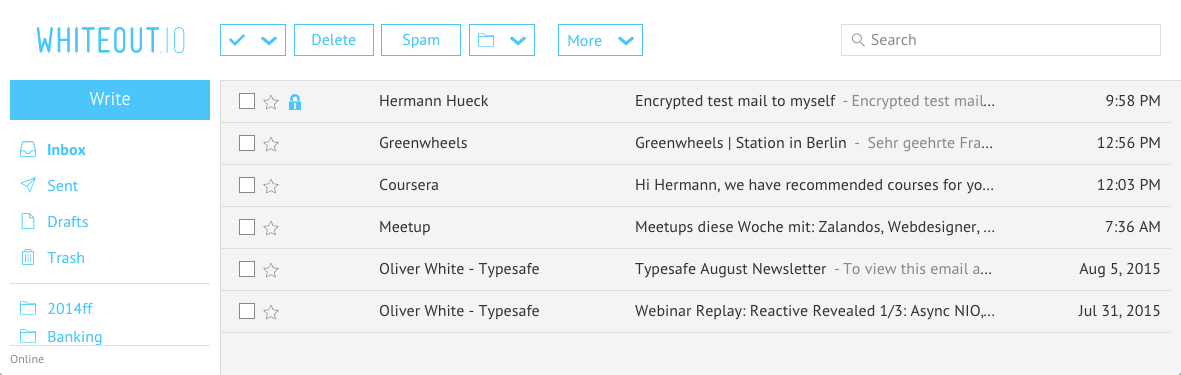 WHITEOUT.IO
Delete Spam More Search
Write
Inbox
Sent
Drafts
Trash
2014ff
Banking
Online
Hermann Hueck Encrypted test mail to myself - Encrypted test mail... 9:58 PM
Greenwheels Greenwheels | Station in Berlin - Sehr geehrte Fra... 12:56 PM
Coursera Hi Hermann, we have recommended courses for yo... 12:03 PM
Meetup Meetups diese Woche mit: Zalandos, Webdesigner, ... 7:36 AM
Oliver White - Typesafe Typesafe August Newsletter - To view this email a... Aug 5, 2015
Oliver White - Typesafe Webinar Replay: Reactive Revealed 1/3: Async NIO,... Jul 31, 2015